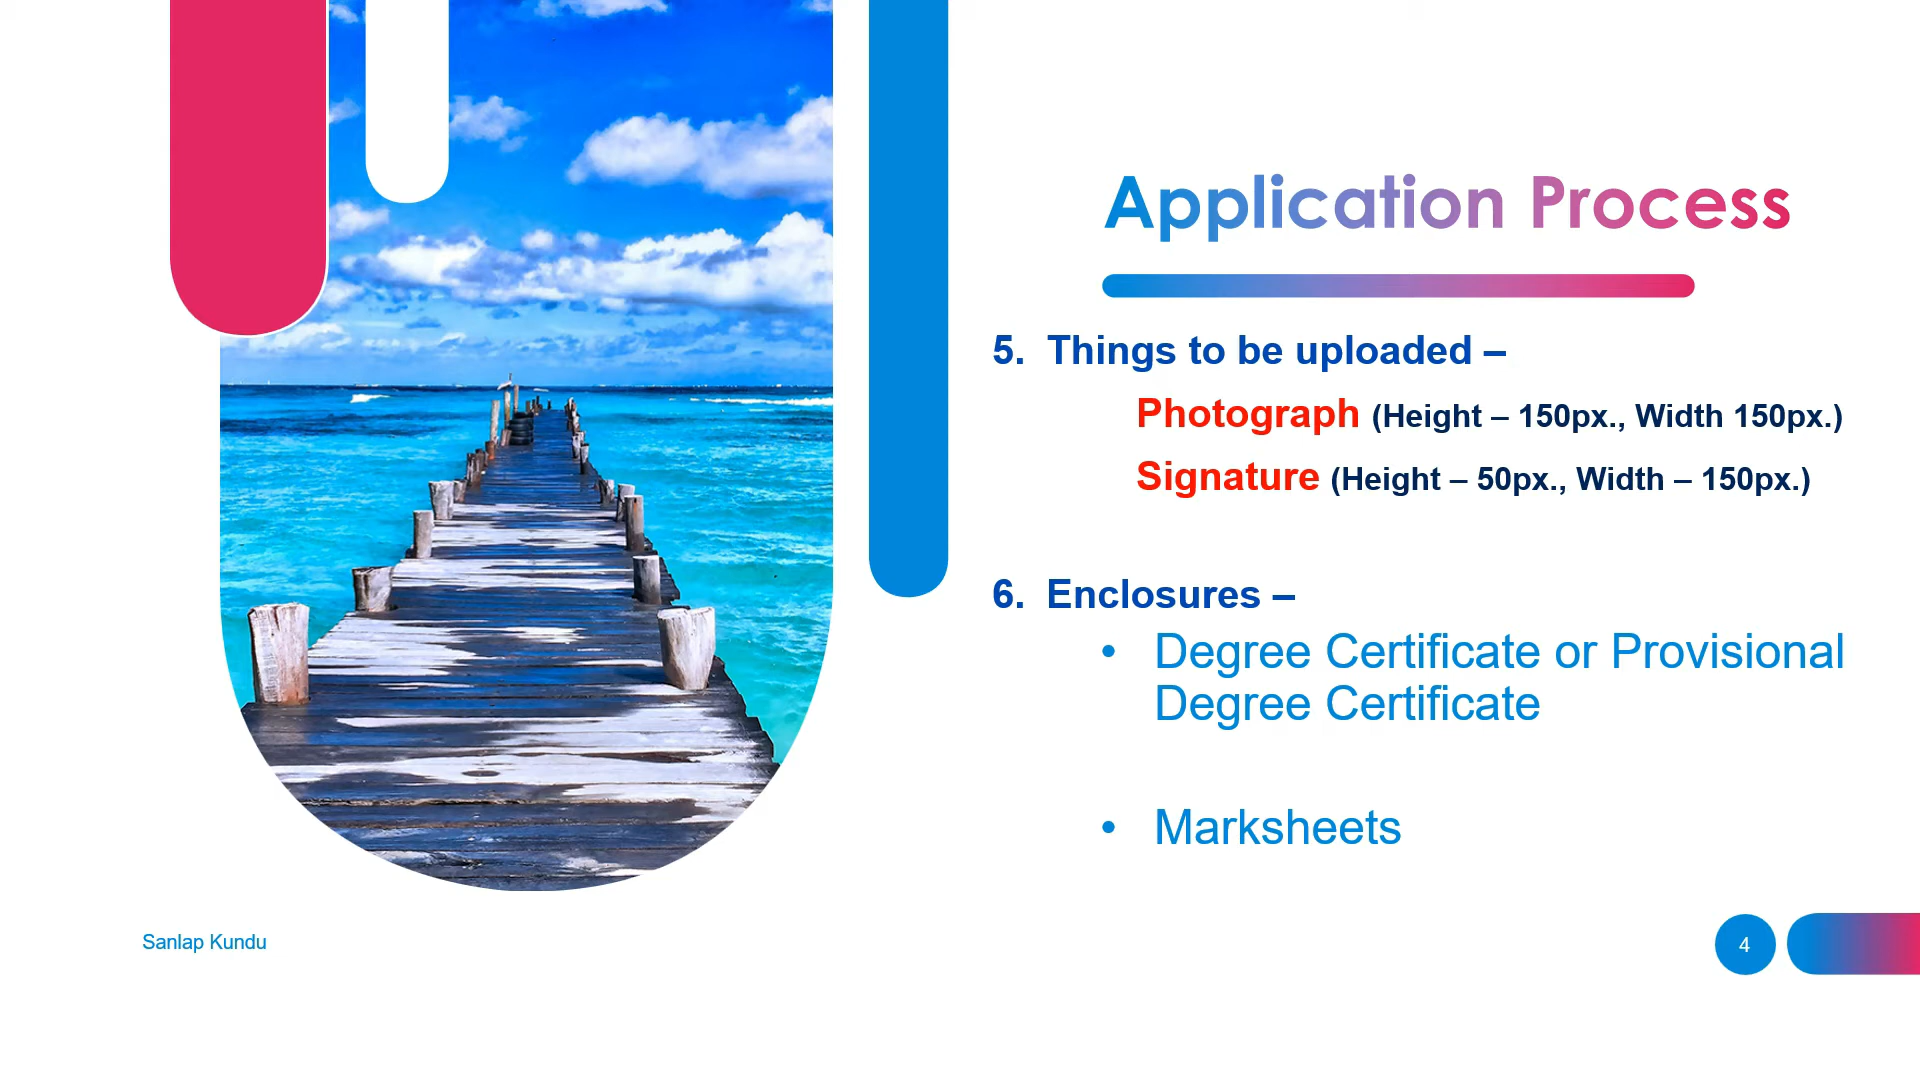 Application Process
5. Things to be uploaded –
Photograph (Height – 150px., Width 150px.)
Signature (Height – 50px., Width – 150px.)
6. Enclosures –
• Degree Certificate or Provisional
Degree Certificate
• Marksheets
Sanlap Kundu
4